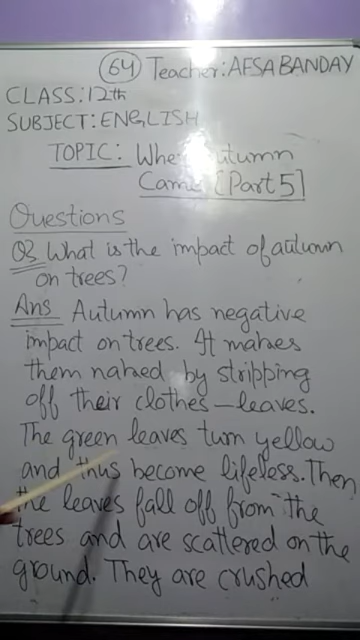 64 Teacher: AFSA BANDAY
CLASS: 12th
SUBJECT: ENGLISH
TOPIC: When Autumn
Came [Part 5]
Questions
Q3 What is the impact of autumn
on trees?
Ans Autumn has negative
impact on trees. It makes
them naked by stripping
off their clothes – leaves.
The green leaves turn yellow
and thus become lifeless. Then
the leaves fall off from the
trees and are scattered on the
ground. They are crushed